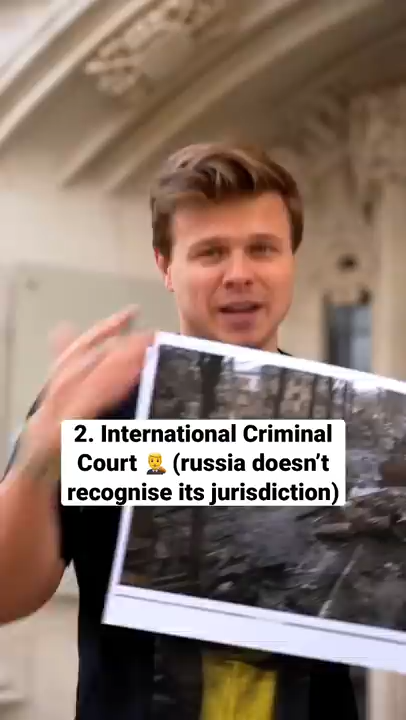 2. International Criminal
Court 👨‍⚖️ (russia doesn’t
recognise its jurisdiction)